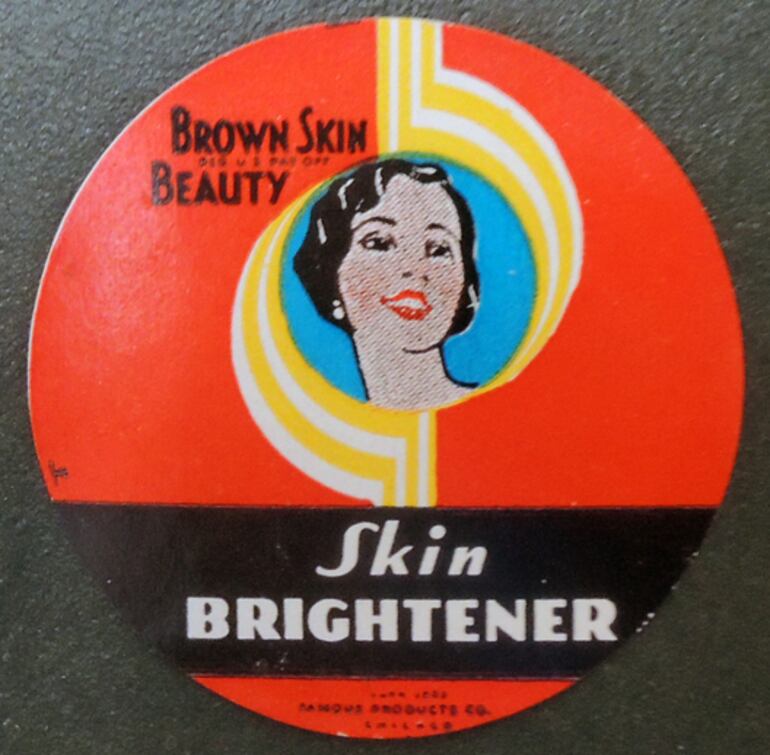 BROWN SKIN
REG U S PAT OFF
BEAUTY
Skin
BRIGHTENER
FAMOUS PRODUCTS CO.
CHICAGO